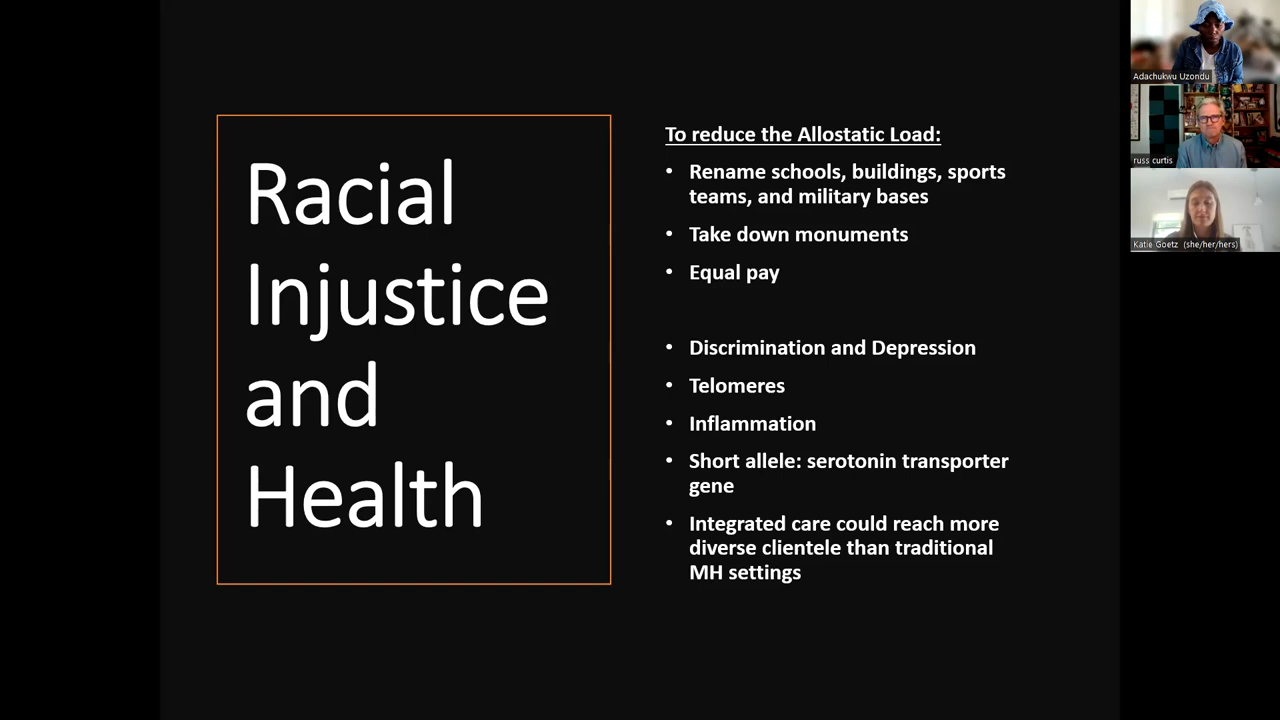 Racial
Injustice
and
Health
To reduce the Allostatic Load:
• Rename schools, buildings, sports
teams, and military bases
• Take down monuments
• Equal pay
• Discrimination and Depression
• Telomeres
• Inflammation
• Short allele: serotonin transporter
gene
• Integrated care could reach more
diverse clientele than traditional
MH settings
Adachukwu Uzondu
russ curtis
Katie Goetz (she/her/hers)